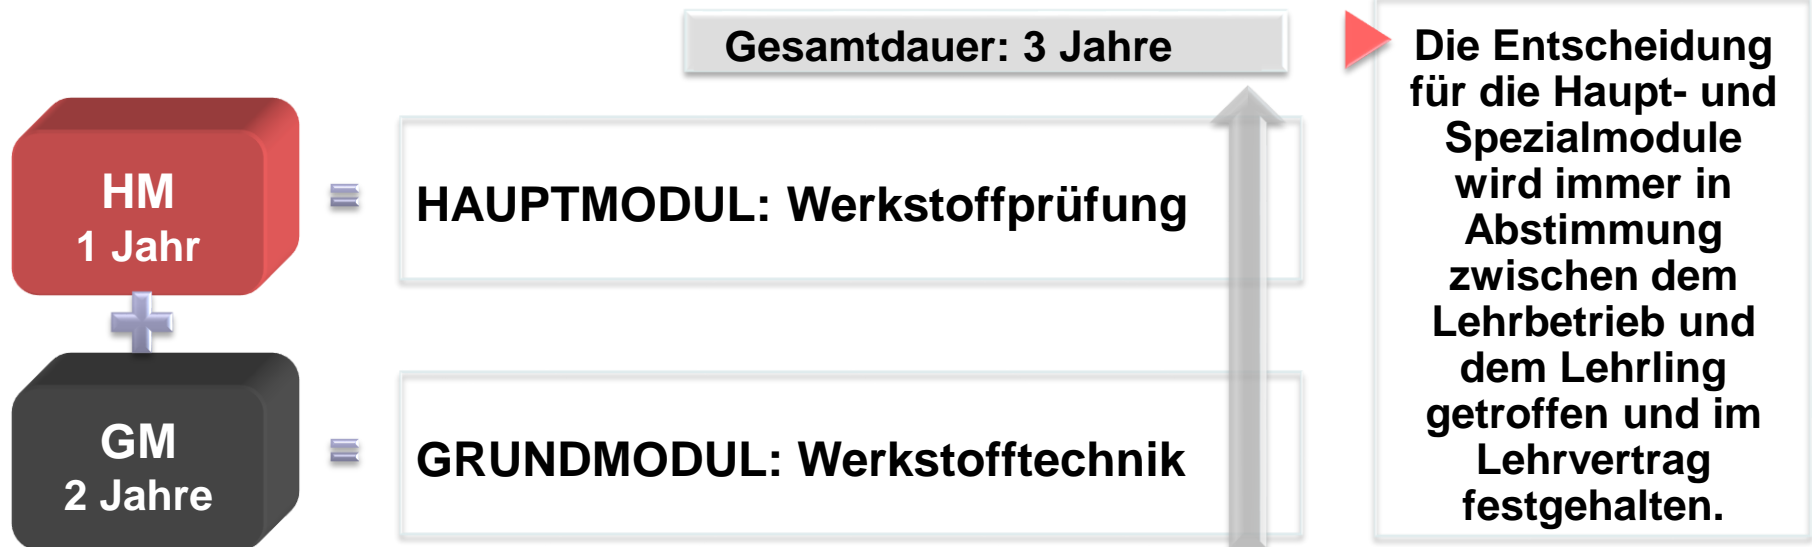 Gesamtdauer: 3 Jahre
HM
1 Jahr
=
HAUPTMODUL: Werkstoffprüfung
+
GM
2 Jahre
=
GRUNDMODUL: Werkstofftechnik
Die Entscheidung
für die Haupt- und
Spezialmodule
wird immer in
Abstimmung
zwischen dem
Lehrbetrieb und
dem Lehrling
getroffen und im
Lehrvertrag
festgehalten.